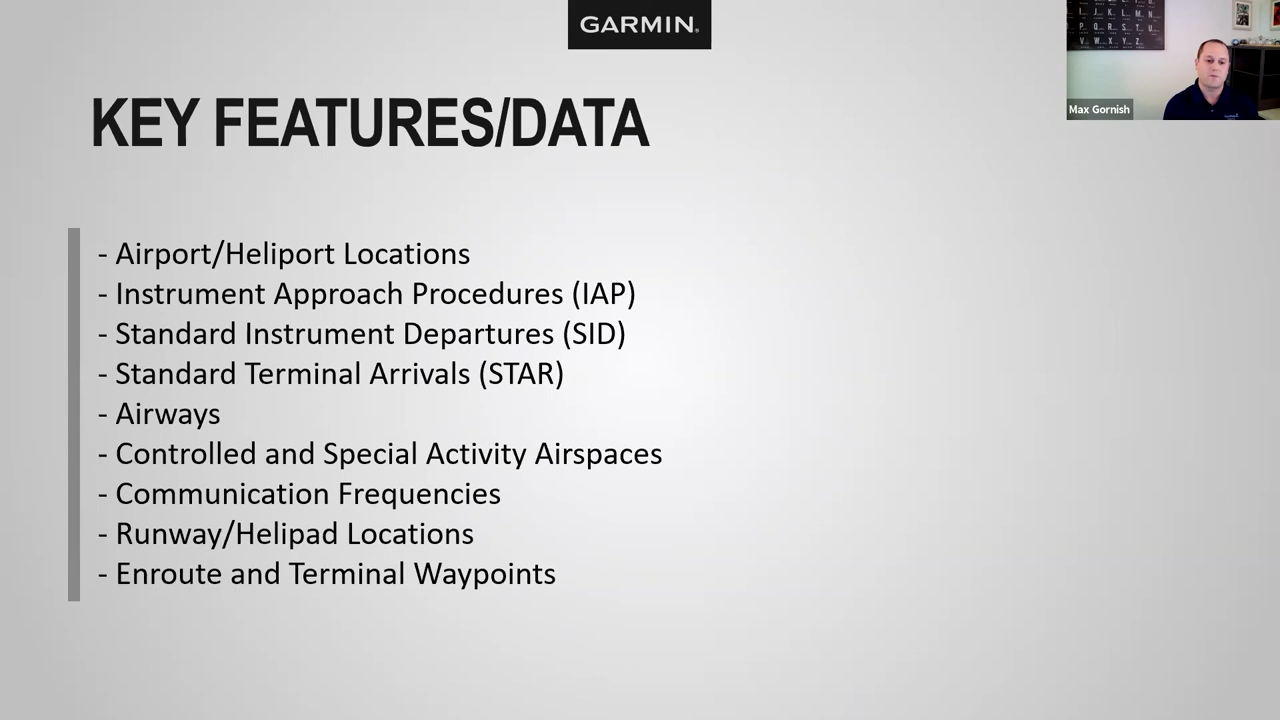 GARMIN.
KEY FEATURES/DATA
- Airport/Heliport Locations
- Instrument Approach Procedures (IAP)
- Standard Instrument Departures (SID)
- Standard Terminal Arrivals (STAR)
- Airways
- Controlled and Special Activity Airspaces
- Communication Frequencies
- Runway/Helipad Locations
- Enroute and Terminal Waypoints
I. J. K. L. M. N.
P. Q. R. S. T. U.
V. W. X. Y. Z.
Max Gornish